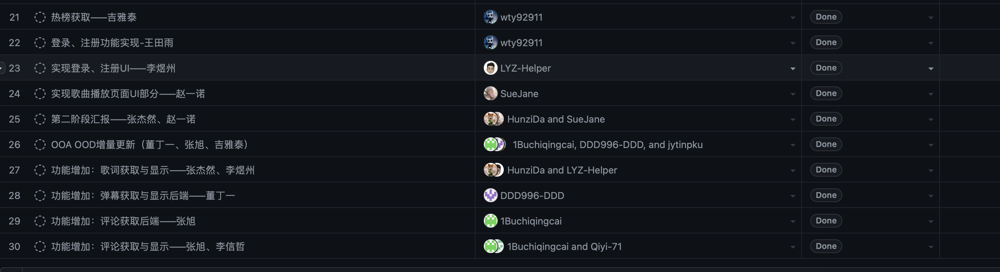 21 热榜获取——吉雅泰 wty92911 Done
22 登录、注册功能实现-王田雨 wty92911 Done
23 实现登录、注册UI——李煜州 LYZ-Helper Done
24 实现歌曲播放页面UI部分——赵一诺 SueJane Done
25 第二阶段汇报——张杰然、赵一诺 HunziDa and SueJane Done
26 OOA OOD增量更新（董丁一、张旭、吉雅泰） 1Buchiqingcai, DDD996-DDD, and jytinpku Done
27 功能增加：歌词获取与显示——张杰然、李煜州 HunziDa and LYZ-Helper Done
28 功能增加：弹幕获取与显示后端——董丁一 DDD996-DDD Done
29 功能增加：评论获取后端——张旭 1Buchiqingcai Done
30 功能增加：评论获取与显示——张旭、李信哲 1Buchiqingcai and Qiyi-71 Done